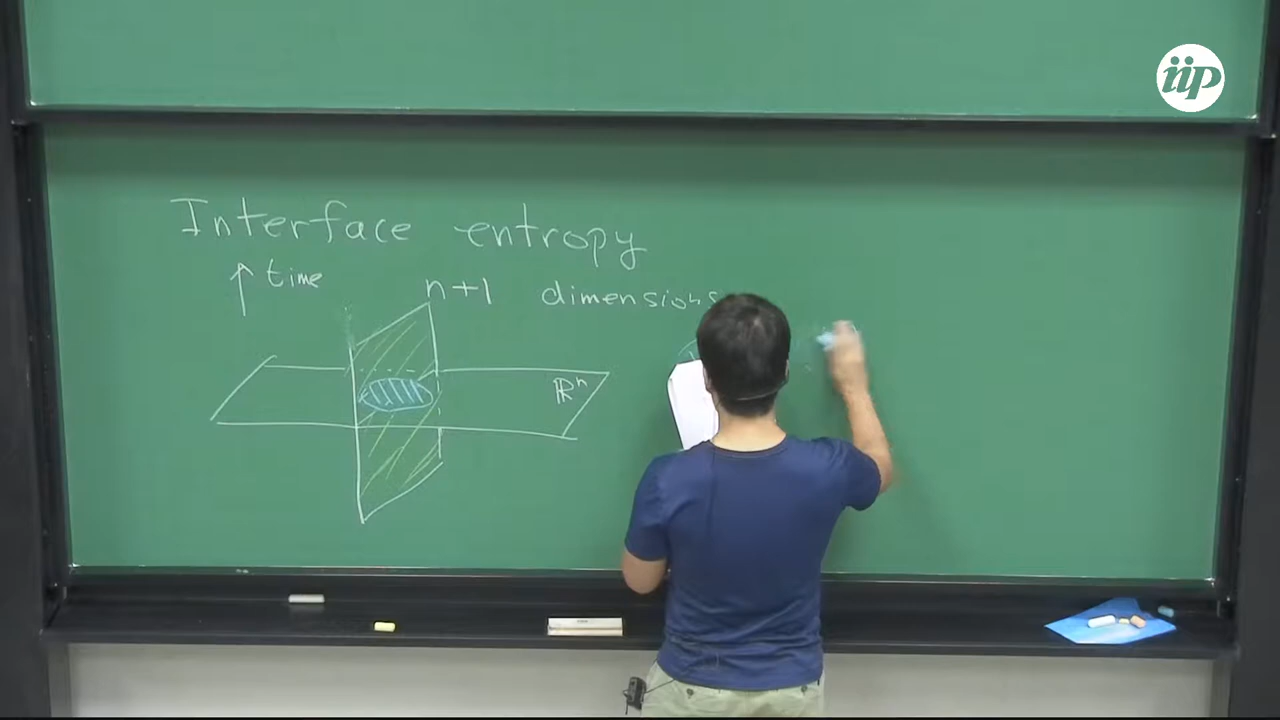 iip
Interface entropy
↑ time
n+1 dimensions
ℝⁿ